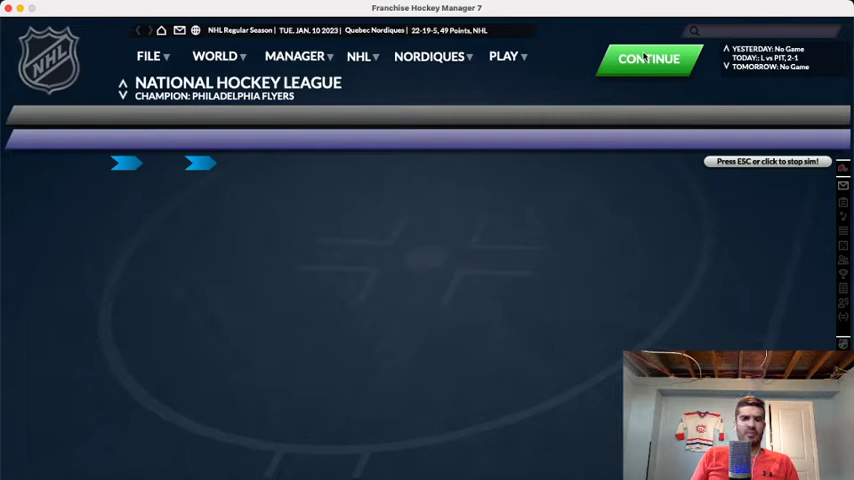 Franchise Hockey Manager 7
NHL Regular Season | TUE. JAN. 10 2023 | Quebec Nordiques | 22-19-5, 49 Points, NHL
FILE WORLD MANAGER NHL NORDIQUES PLAY
CONTINUE
YESTERDAY: No Game
TODAY:: L vs PIT, 2-1
TOMORROW: No Game
NHL
NATIONAL HOCKEY LEAGUE
CHAMPION: PHILADELPHIA FLYERS
Press ESC or click to stop sim!